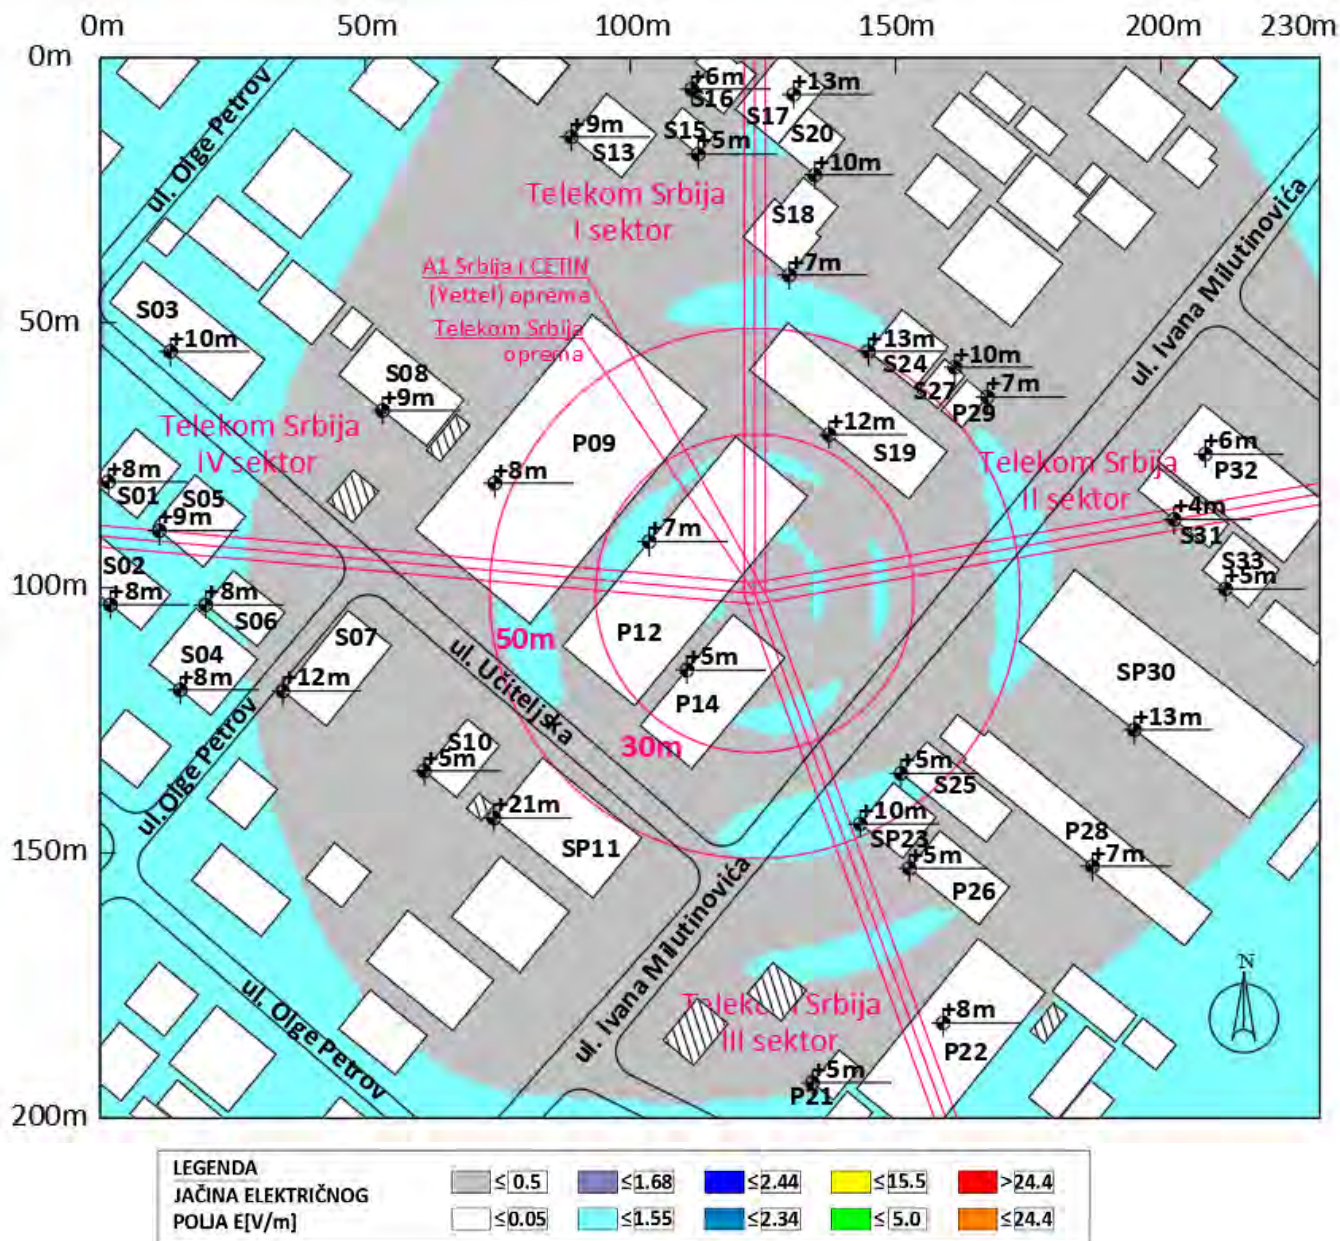 0m 50m 100m 150m 200m 230m
0m
50m
100m
150m
200m
ul. Olge Petrov
+6m
S16
+13m
S17
+9m
S13
S15
+5m
S20
+10m
Telekom Srbija
I sektor
S18
+7m
A1 Srbija i CETIN
(Yettel) oprema
Telekom Srbija
oprema
ul. Ivana Milutinovića
S03
+10m
S08
+9m
+13m
S24
+10m
S27
+7m
P29
Telekom Srbija
IV sektor
P09
+8m
+12m
S19
Telekom Srbija
II sektor
+6m
P32
+8m
S01
S05
+9m
+7m
+4m
S31
S02
+8m
+8m
S06
S33
+5m
S04
+8m
S07
+12m
ul. Učiteljska
50m
P12
+5m
P14
30m
SP30
+13m
ul.Olge Petrov
S10
+5m
+21m
SP11
+5m
S25
+10m
SP23
+5m
P26
P28
+7m
ul. Ivana Milutinovića
ul. Olge Petrov
Telekom Srbija
III sektor
+8m
P22
+5m
P21
N
LEGENDA
JAČINA ELEKTRIČNOG
POLJA E[V/m]
≤ 0.5 ≤1.68 ≤2.44 ≤15.5 >24.4
≤0.05 ≤1.55 ≤2.34 ≤ 5.0 ≤24.4